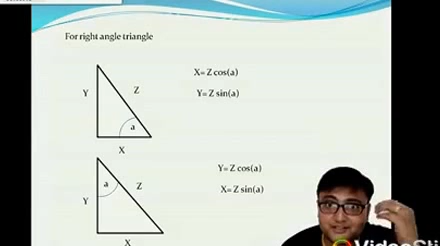 For right angle triangle
X= Z cos(a)
Y
Z
Y= Z sin(a)
a
X
Y= Z cos(a)
a
Z
X= Z sin(a)
Y
X